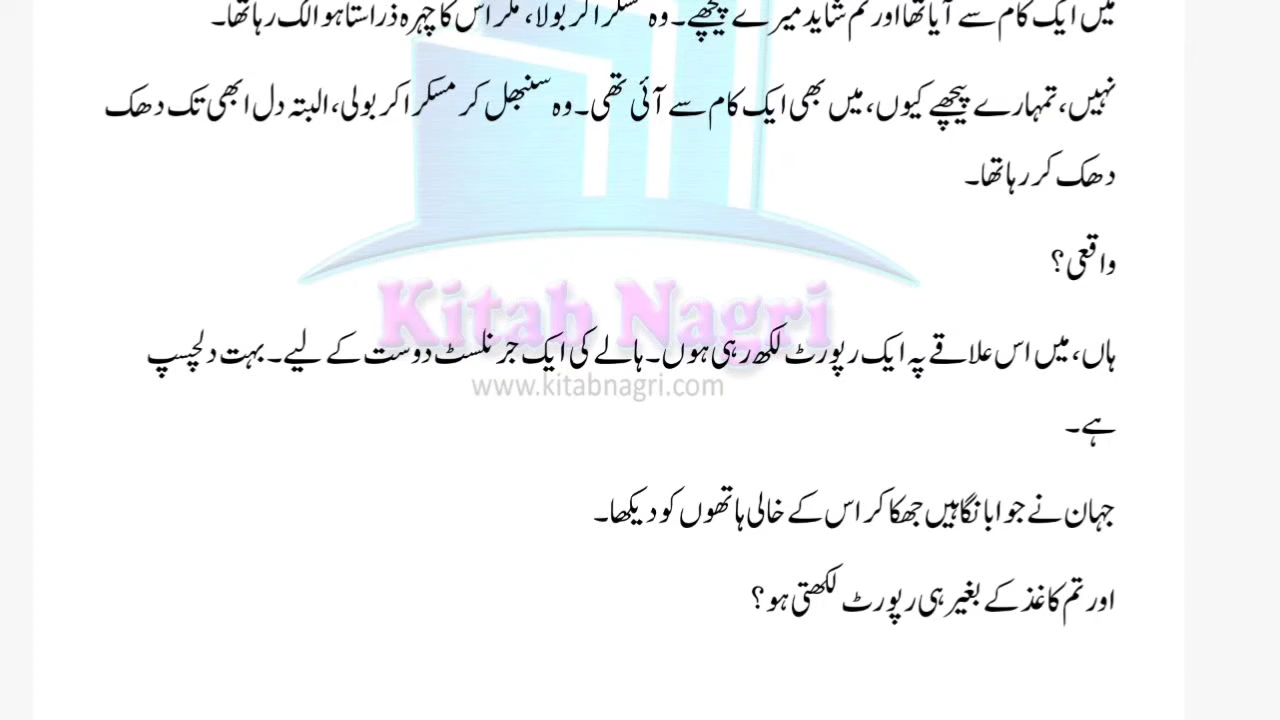 میں ایک کام سے آیا تھا اور تم شاید میرے پیچھے۔ وہ مسکرا کر بولا، مگر اس کا چہرہ ذرا ستا ہوا لگ رہا تھا۔
نہیں، تمہارے پیچھے کیوں، میں بھی ایک کام سے آئی تھی۔ وہ سنبھل کر مسکرا کر بولی، البتہ دل ابھی تک دھک
دھک کر رہا تھا۔
واقعی؟
Kitab Nagri
ہاں، میں اس علاقے پہ ایک رپورٹ لکھ رہی ہوں۔ ہالے کی ایک جرنلسٹ دوست کے لیے۔ بہت دلچسپ
www.kitabnagri.com
ہے۔
جہان نے جوابا نگاہیں جھکا کر اس کے خالی ہاتھوں کو دیکھا۔
اور تم کاغذ کے بغیر ہی رپورٹ لکھتی ہو؟